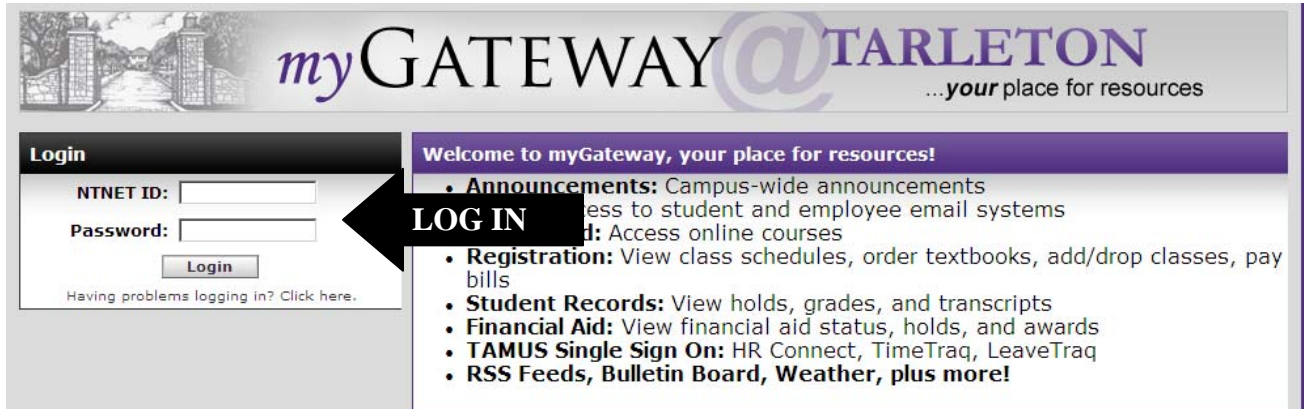 myGATEWAY@TARLETON
...your place for resources
Login
NTNET ID:
Password:
Login
Having problems logging in? Click here.
LOG IN
Welcome to myGateway, your place for resources!
• Announcements: Campus-wide announcements
to student and employee email systems
Access online courses
• Registration: View class schedules, order textbooks, add/drop classes, pay
bills
• Student Records: View holds, grades, and transcripts
• Financial Aid: View financial aid status, holds, and awards
• TAMUS Single Sign On: HR Connect, TimeTraq, LeaveTraq
• RSS Feeds, Bulletin Board, Weather, plus more!